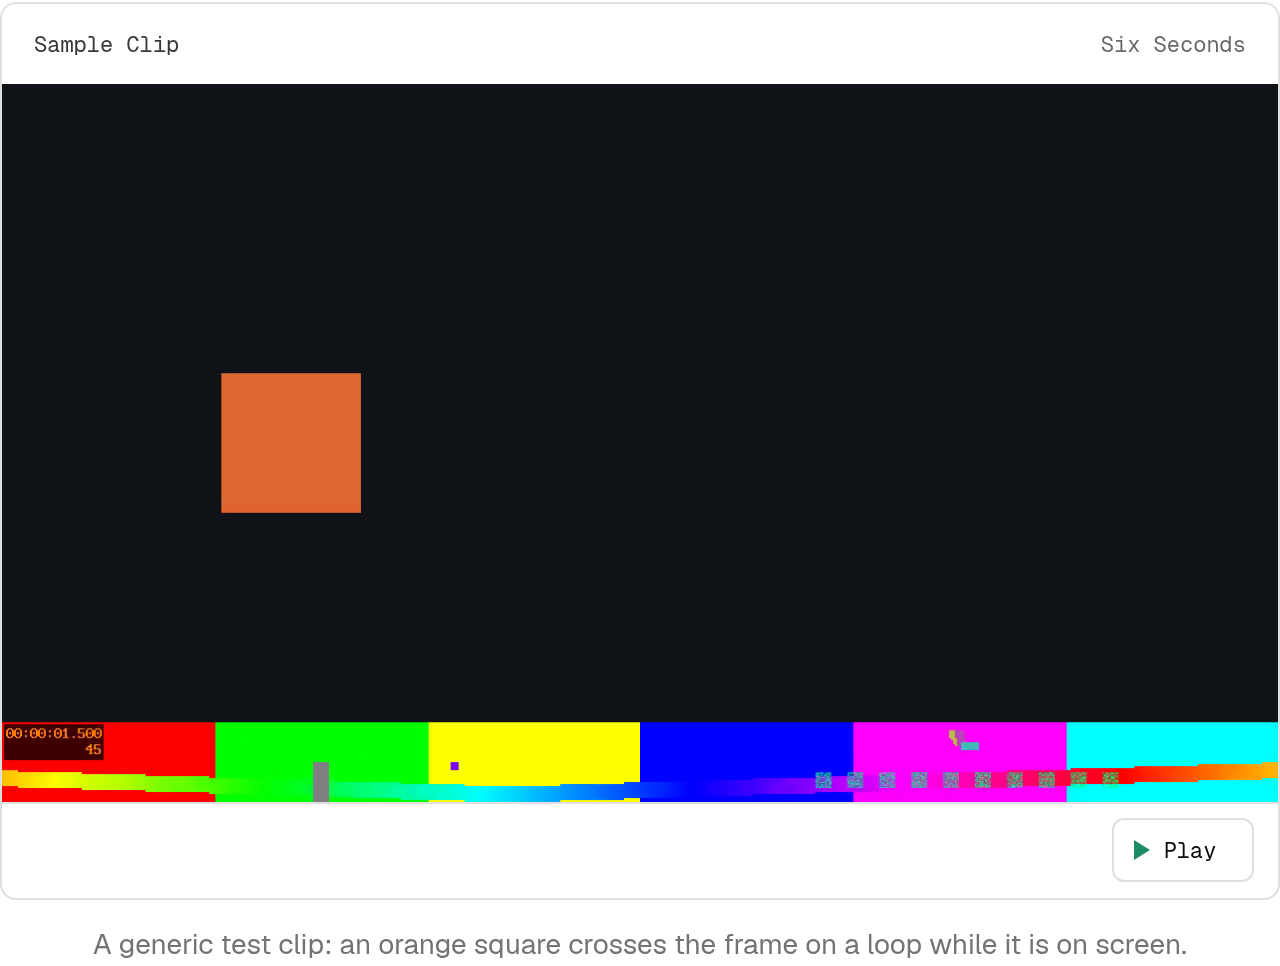 Sample Clip
Six Seconds
00:00:01.500
45
Play
A generic test clip: an orange square crosses the frame on a loop while it is on screen.